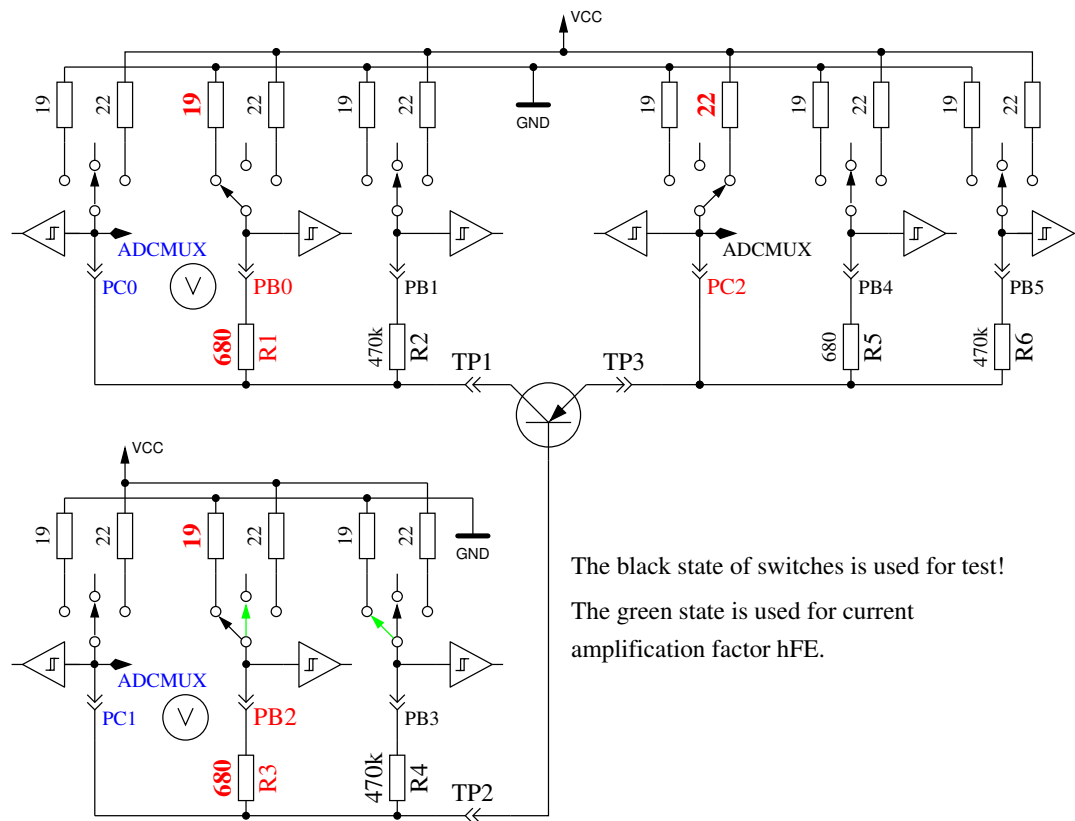 VCC
19
22
19
22
19
22
GND
19
22
19
22
19
22
ADCMUX
ADCMUX
PC0
V
PB0
PB1
PC2
PB4
PB5
680
R1
470k
R2
680
R5
470k
R6
TP1
TP3
VCC
19
22
19
22
19
22
GND
The black state of switches is used for test!
The green state is used for current
amplification factor hFE.
ADCMUX
PC1
V
PB2
PB3
680
R3
470k
R4
TP2